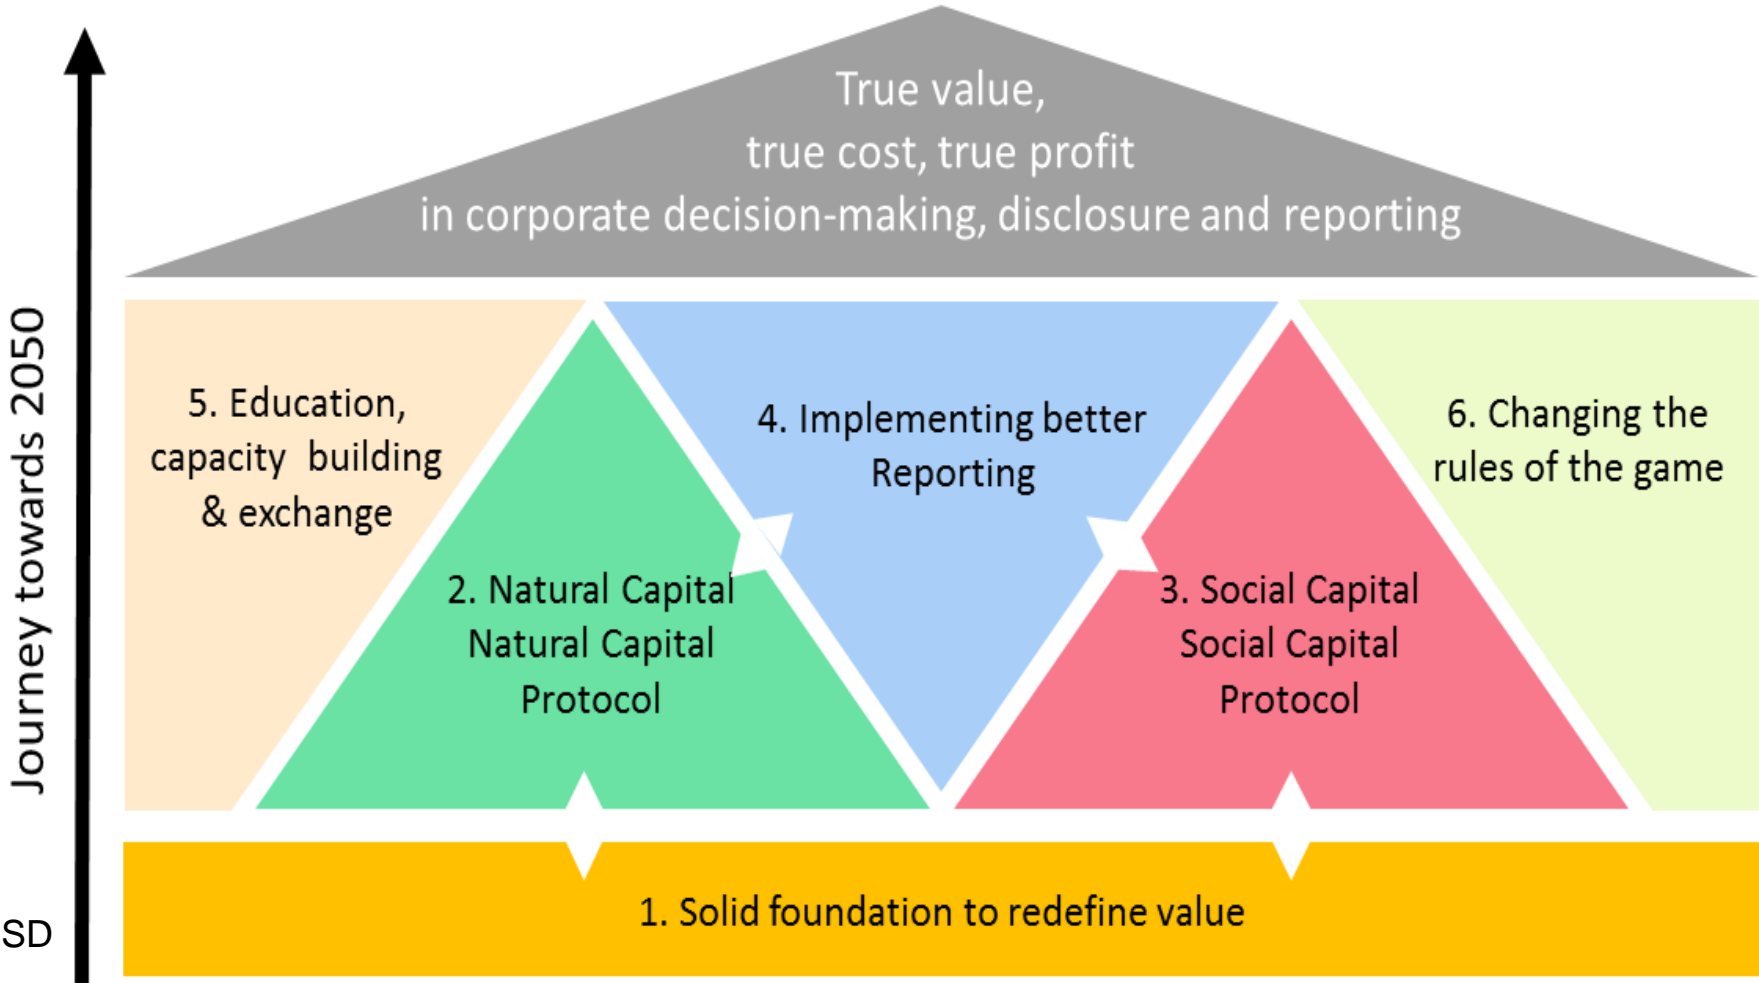 True value,
true cost, true profit
in corporate decision-making, disclosure and reporting
Journey towards 2050
5. Education,
capacity building
& exchange
4. Implementing better
Reporting
6. Changing the
rules of the game
2. Natural Capital
Natural Capital
Protocol
3. Social Capital
Social Capital
Protocol
1. Solid foundation to redefine value
SD